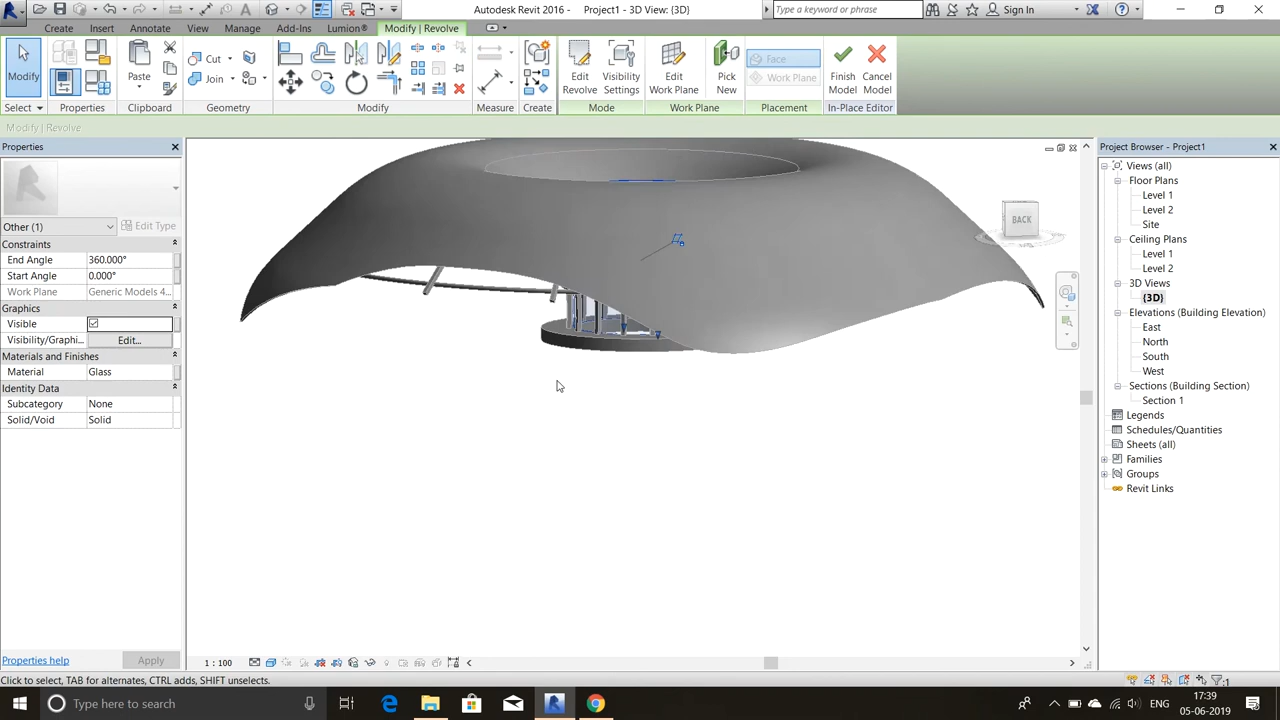 Autodesk Revit 2016 - Project1 - 3D View: {3D}
Type a keyword or phrase
Sign In
Create Insert Annotate View Manage Add-Ins Lumion® Modify | Revolve
Modify
Paste
Cut
Join
Edit Revolve
Visibility Settings
Edit Work Plane
Pick New
Face
Work Plane
Finish Model
Cancel Model
Select Properties Clipboard Geometry Modify Measure Create Mode Work Plane Placement In-Place Editor
Modify | Revolve
Properties
Other (1)
Edit Type
Constraints
End Angle 360.000°
Start Angle 0.000°
Work Plane Generic Models 4...
Graphics
Visible
Visibility/Graphi... Edit...
Materials and Finishes
Material Glass
Identity Data
Subcategory None
Solid/Void Solid
Properties help
Apply
BACK
Project Browser - Project1
Views (all)
Floor Plans
Level 1
Level 2
Site
Ceiling Plans
Level 1
Level 2
3D Views
{3D}
Elevations (Building Elevation)
East
North
South
West
Sections (Building Section)
Section 1
Legends
Schedules/Quantities
Sheets (all)
Families
Groups
Revit Links
1 : 100
Click to select, TAB for alternates, CTRL adds, SHIFT unselects.
:1
Type here to search
ENG
17:39
05-06-2019